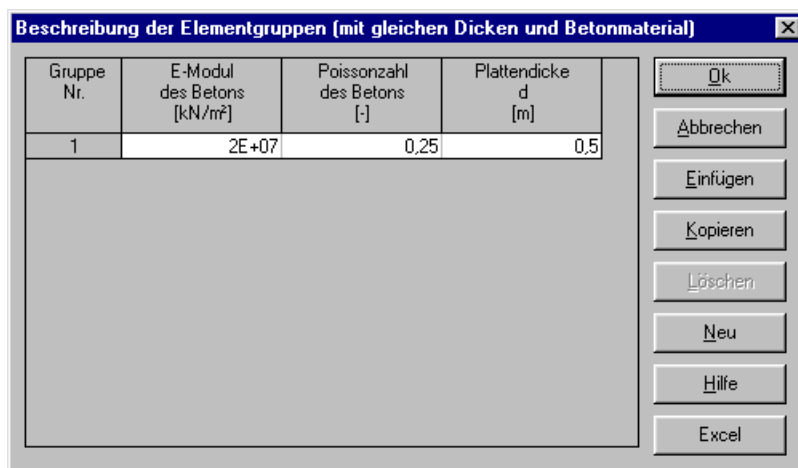 Beschreibung der Elementgruppen (mit gleichen Dicken und Betonmaterial)
Gruppe Nr.
E-Modul des Betons [kN/m²]
Poissonzahl des Betons [-]
Plattendicke d [m]
1 2E+07 0,25 0,5
Ok
Abbrechen
Einfügen
Kopieren
Löschen
Neu
Hilfe
Excel